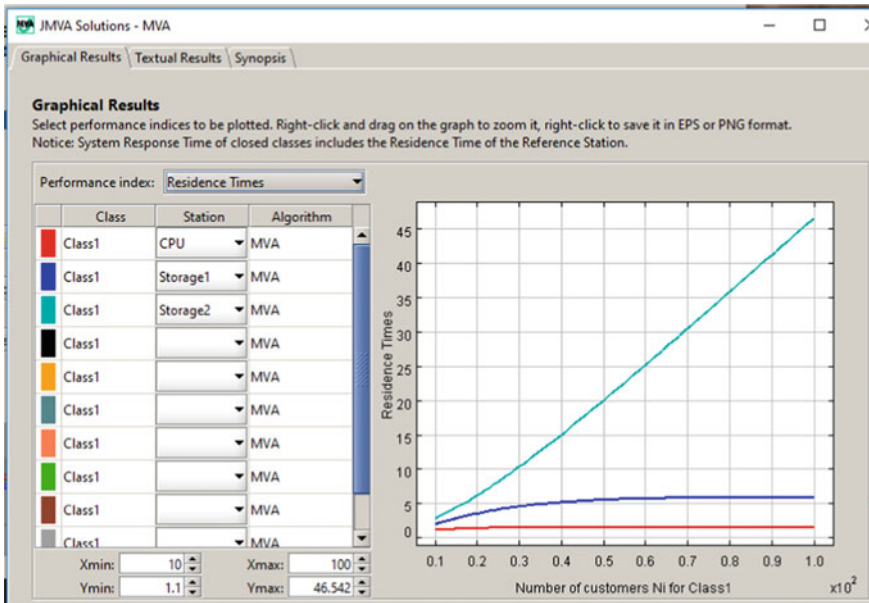 MVA JMVA Solutions - MVA
Graphical Results Textual Results Synopsis
Graphical Results
Select performance indices to be plotted. Right-click and drag on the graph to zoom it, right-click to save it in EPS or PNG format.
Notice: System Response Time of closed classes includes the Residence Time of the Reference Station.
Performance index: Residence Times
Class Station Algorithm
Class1 CPU MVA
Class1 Storage1 MVA
Class1 Storage2 MVA
Class1 MVA
Class1 MVA
Class1 MVA
Class1 MVA
Class1 MVA
Class1 MVA
Class1 MVA
Xmin: 10 Xmax: 100
Ymin: 1.1 Ymax: 46.542
Residence Times
45
40
35
30
25
20
15
10
5
0
0.1 0.2 0.3 0.4 0.5 0.6 0.7 0.8 0.9 1.0
Number of customers Ni for Class1 x10²